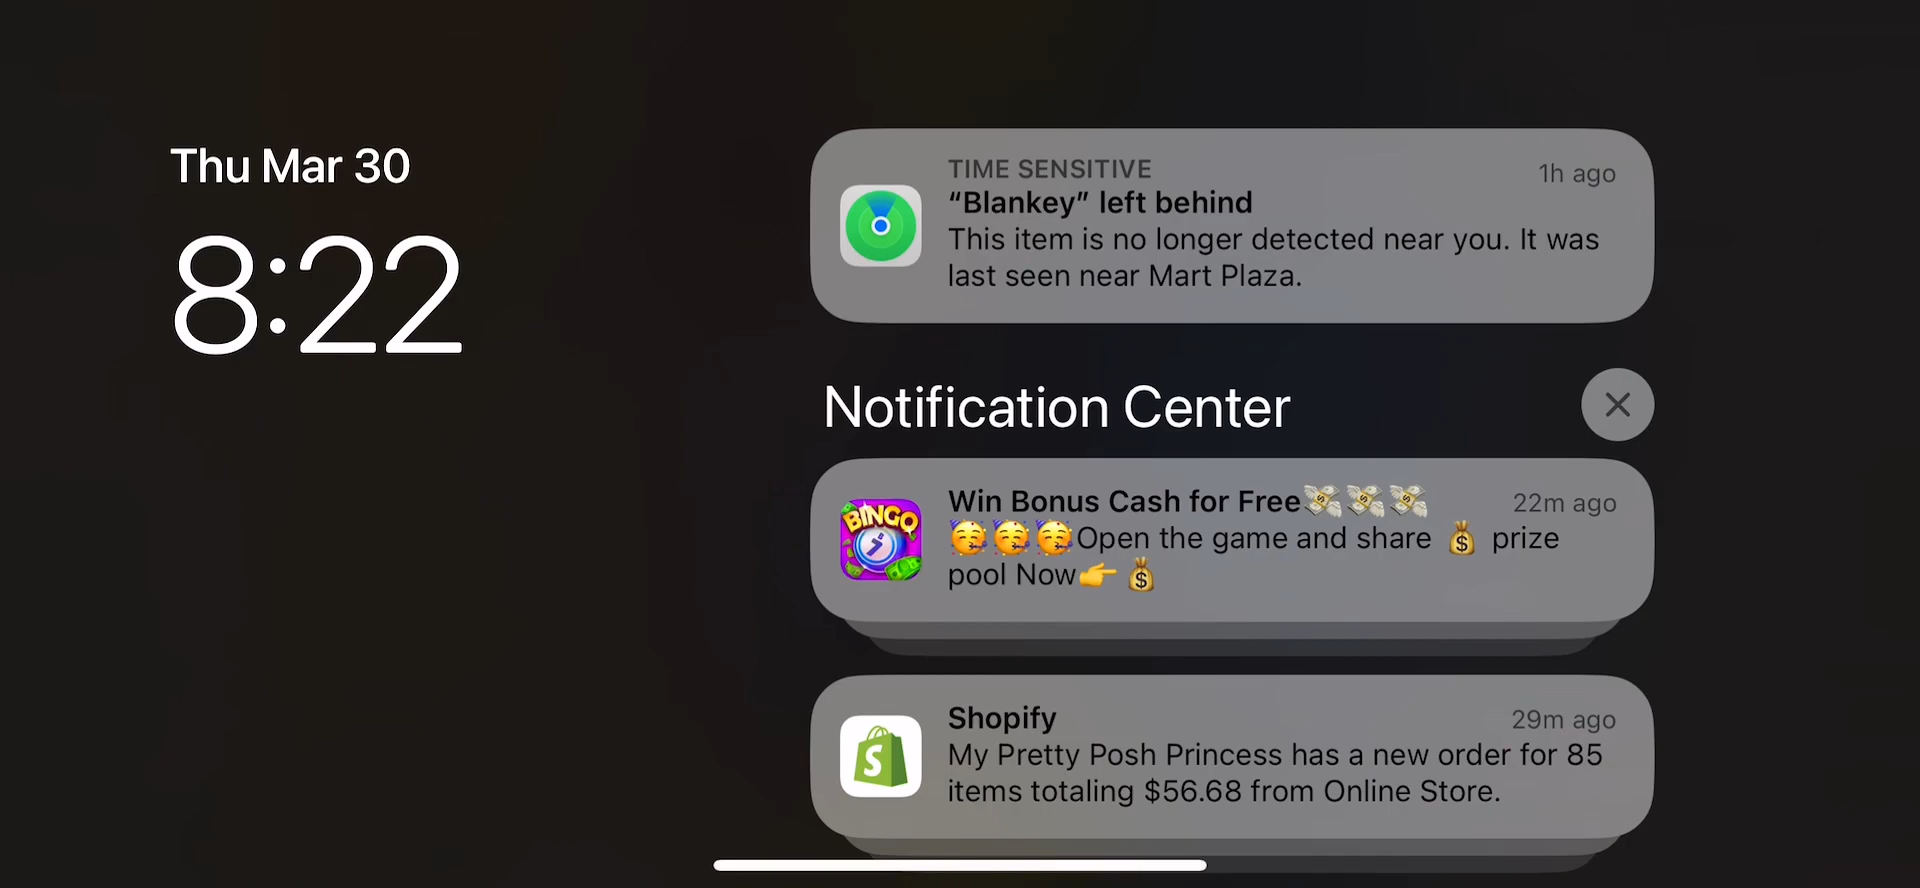 Thu Mar 30
8:22
TIME SENSITIVE
1h ago
“Blankey” left behind
This item is no longer detected near you. It was
last seen near Mart Plaza.
Notification Center
BINGO
Win Bonus Cash for Free💸💸💸
22m ago
🥳🥳🥳Open the game and share 💰 prize
pool Now👉💰
Shopify
29m ago
My Pretty Posh Princess has a new order for 85
items totaling $56.68 from Online Store.